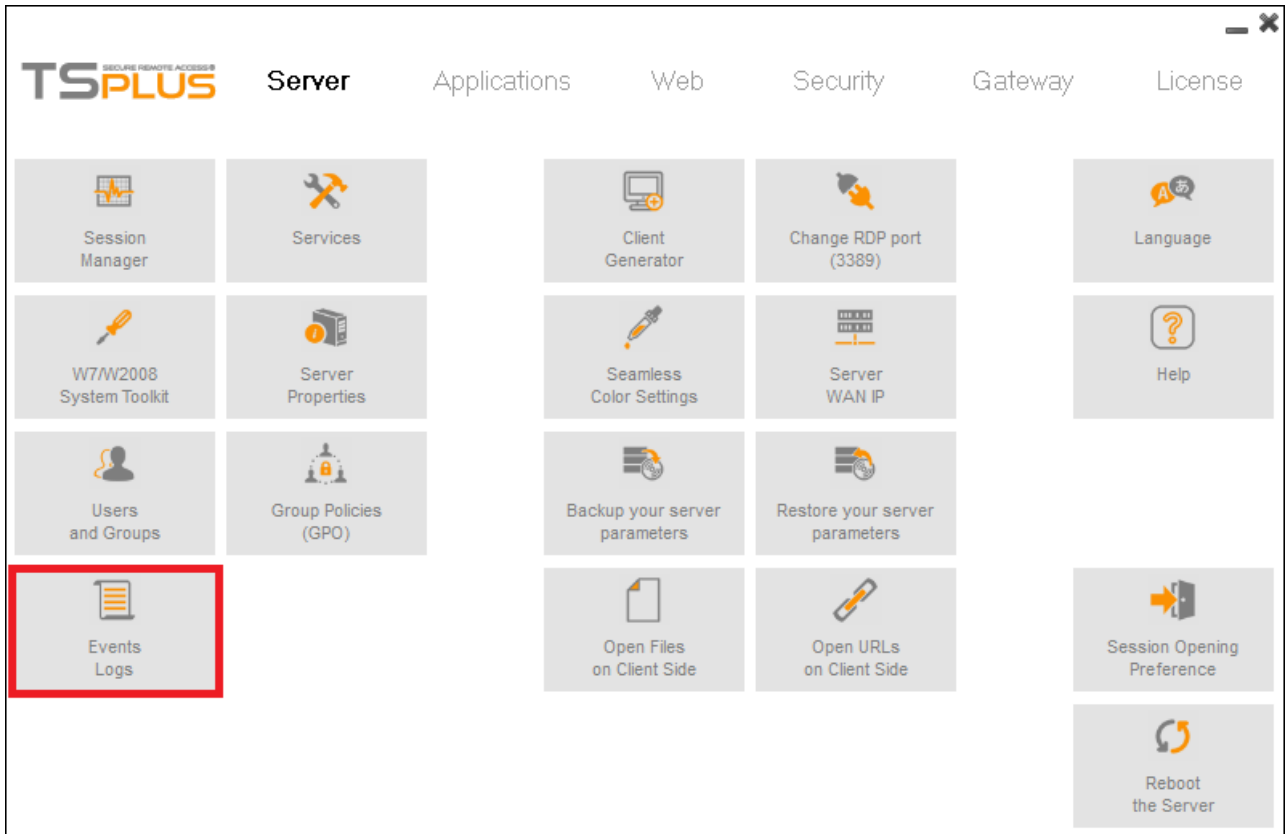 TSPLUS SECURE REMOTE ACCESS®
Server
Applications
Web
Security
Gateway
License
Session
Manager
Services
Client
Generator
Change RDP port
(3389)
Language
W7/W2008
System Toolkit
Server
Properties
Seamless
Color Settings
Server
WAN IP
Help
Users
and Groups
Group Policies
(GPO)
Backup your server
parameters
Restore your server
parameters
Events
Logs
Open Files
on Client Side
Open URLs
on Client Side
Session Opening
Preference
Reboot
the Server